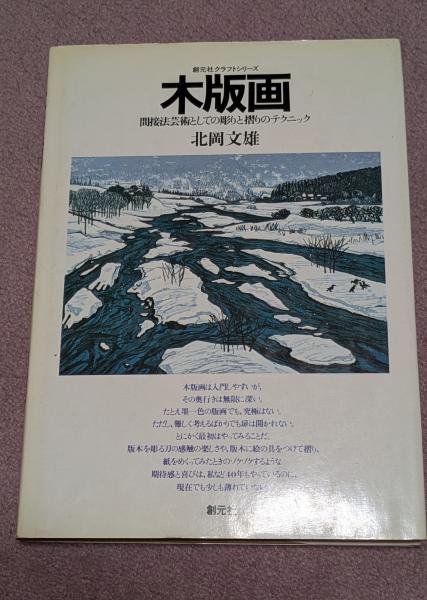 創元社クラフトシリーズ
木版画
間接法芸術としての彫りと摺りのテクニック
北岡文雄
木版画は入門しやすいが、
その奥行きは無限に深い。
たとえ墨一色の版画でも、究極はない。
ただし、難しく考えるばかりでも扉は開かれない。
とにかく最初はやってみることだ。
版木を彫る刀の感触の楽しさや、版木に絵の具をつけて摺り、
紙をめくってみたときのゾクゾクするような
期待感と喜びは、私など40年もやっているのに、
現在でも少しも薄れていない。
創元社